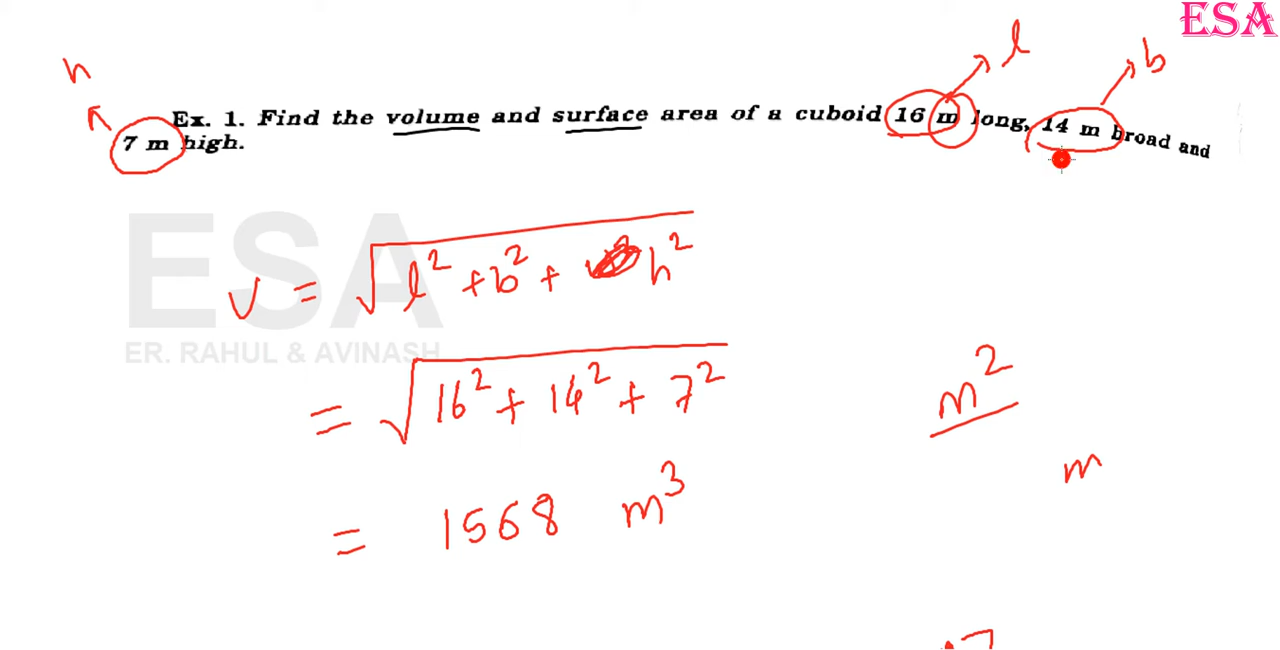 ESA
l
b
h
Ex. 1. Find the volume and surface area of a cuboid 16 m long, 14 m broad and
7 m high.
ESA
ER. RAHUL & AVINASH
V = √l² + b² + h²
= √16² + 14² + 7²
m²
m
= 1568 m³